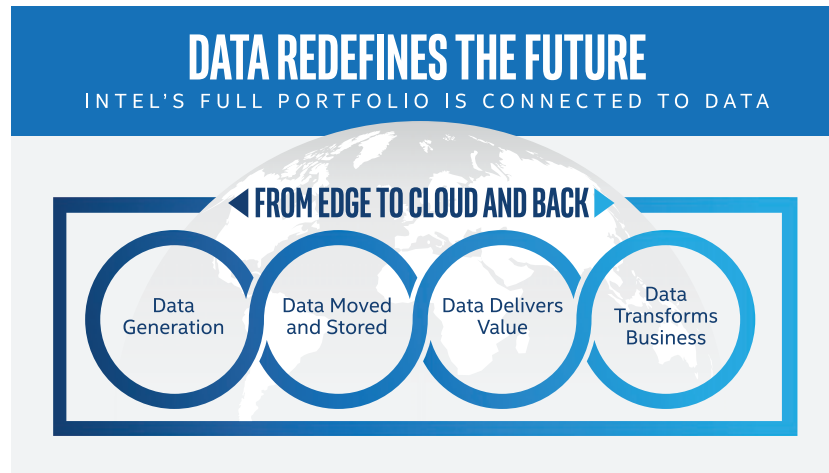 DATA REDEFINES THE FUTURE
INTEL'S FULL PORTFOLIO IS CONNECTED TO DATA
FROM EDGE TO CLOUD AND BACK
Data
Generation
Data Moved
and Stored
Data Delivers
Value
Data
Transforms
Business